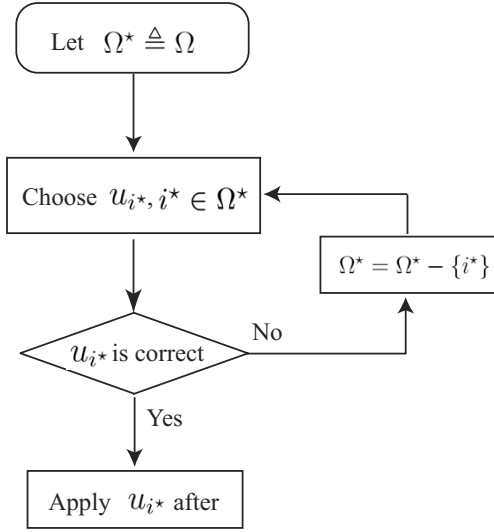 Let Ω⋆ ≜ Ω
Choose u_{i⋆}, i⋆ ∈ Ω⋆
Ω⋆ = Ω⋆ − {i⋆}
u_{i⋆} is correct
No
Yes
Apply u_{i⋆} after